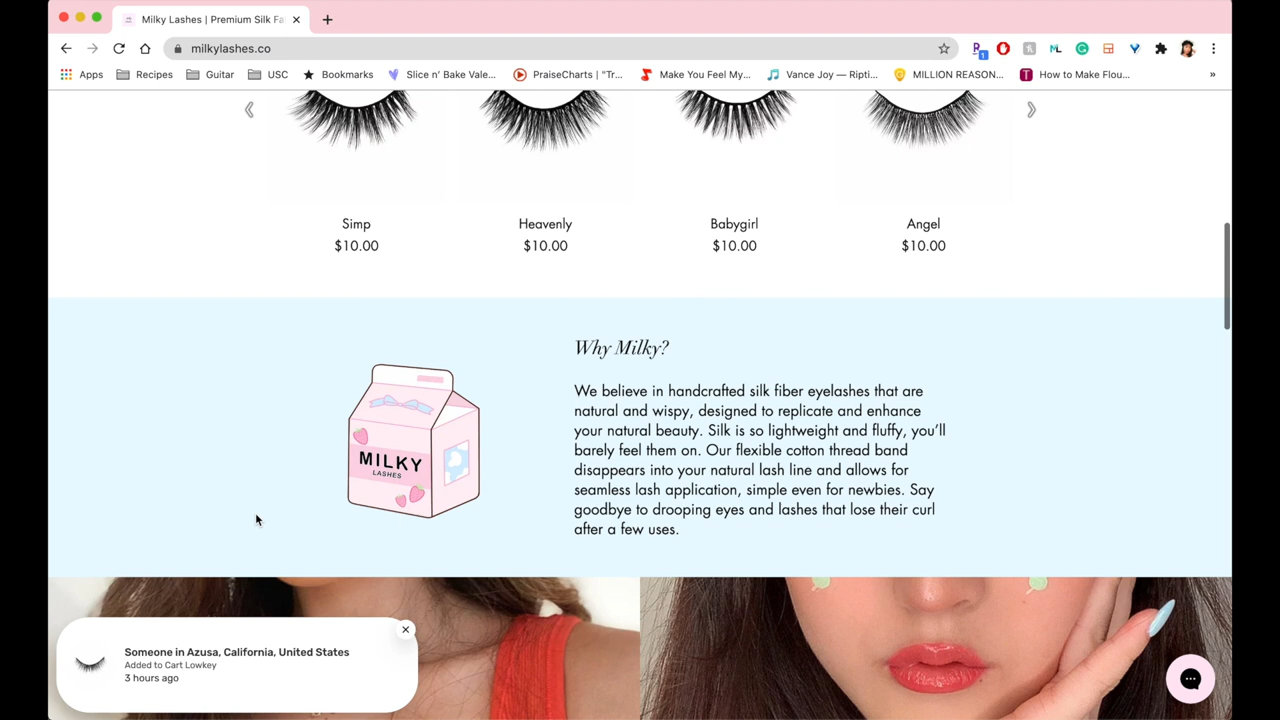 Milky Lashes | Premium Silk Fa
milkylashes.co
1
Apps
Recipes
Guitar
USC
Bookmarks
Slice n' Bake Vale...
PraiseCharts | "Tr...
Make You Feel My...
Vance Joy — Ripti...
MILLION REASON...
How to Make Flou...
»
Simp
Heavenly
Babygirl
Angel
$10.00
$10.00
$10.00
$10.00
Why Milky?
We believe in handcrafted silk fiber eyelashes that are
natural and wispy, designed to replicate and enhance
your natural beauty. Silk is so lightweight and fluffy, you'll
barely feel them on. Our flexible cotton thread band
disappears into your natural lash line and allows for
seamless lash application, simple even for newbies. Say
goodbye to drooping eyes and lashes that lose their curl
after a few uses.
MILKY
LASHES
Someone in Azusa, California, United States
Added to Cart Lowkey
3 hours ago